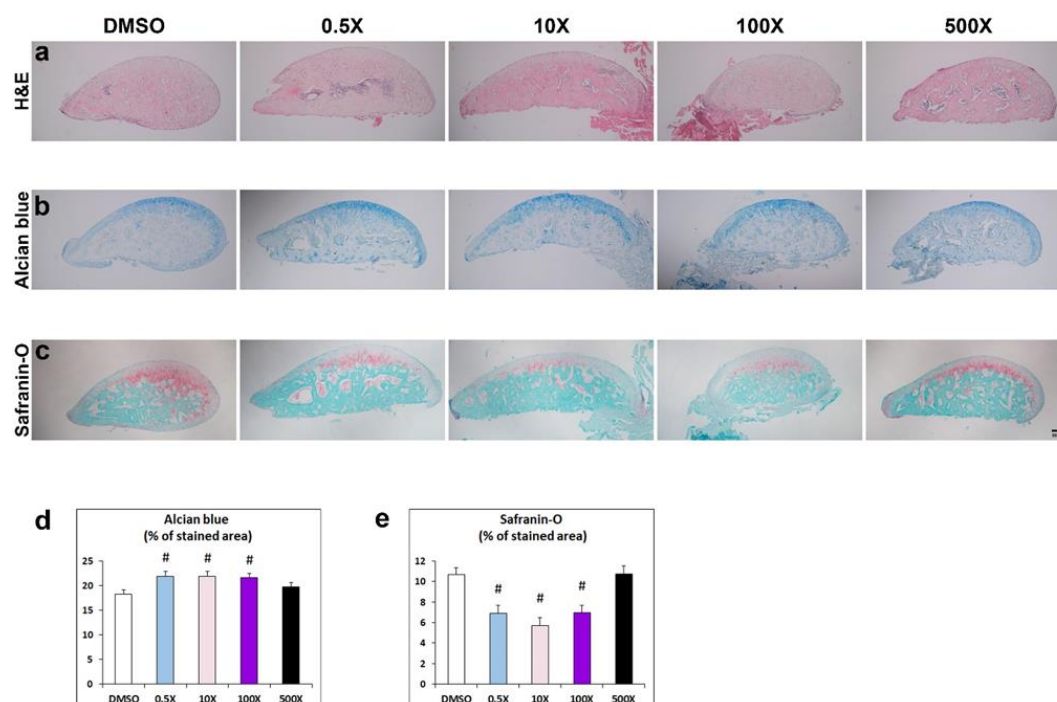 DMSO 0.5X 10X 100X 500X
a
H&E
b
Alcian blue
c
Safranin-O
d
Alcian blue
(% of stained area)
25
20
15
10
5
0
# # #
DMSO 0.5X 10X 100X 500X
e
Safranin-O
(% of stained area)
12
10
8
6
4
2
0
# # #
DMSO 0.5X 10X 100X 500X